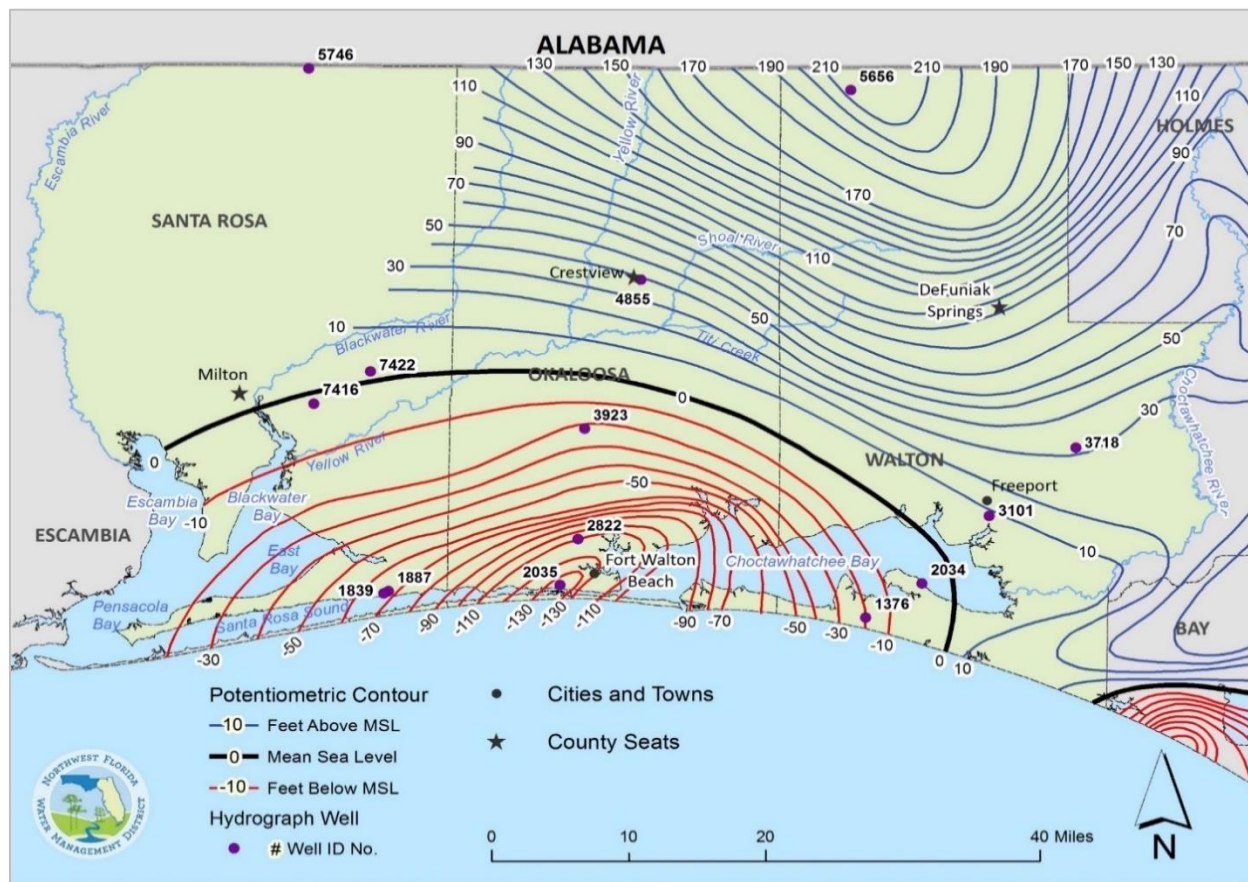 ALABAMA
5746
130
150
170
190
210
5656
210
190
170
150
130
110
110
HOLMES
Escambia River
Yellow River
90
90
70
170
70
SANTA ROSA
50
Shoal River
110
30
Crestview
4855
DeFuniak
Springs
50
50
10
Blackwater River
Titi Creek
Choctawhatchee River
Milton
7422
OKALOOSA
0
30
7416
3923
3718
Yellow River
WALTON
0
-50
Freeport
Escambia
Bay
-10
Blackwater
Bay
3101
ESCAMBIA
2822
East
Bay
Fort Walton
Beach
Choctawhatchee Bay
10
1839
1887
2035
2034
Pensacola
Bay
Santa Rosa Sound
1376
BAY
-30
-50
-70
-90
-110
-130
-130
-110
-90
-70
-50
-30
-10
0
10
Potentiometric Contour
10 Feet Above MSL
0 Mean Sea Level
-10 Feet Below MSL
Hydrograph Well
# Well ID No.
Cities and Towns
County Seats
NORTHWEST FLORIDA
WATER MANAGEMENT DISTRICT
0 10 20 40 Miles
N